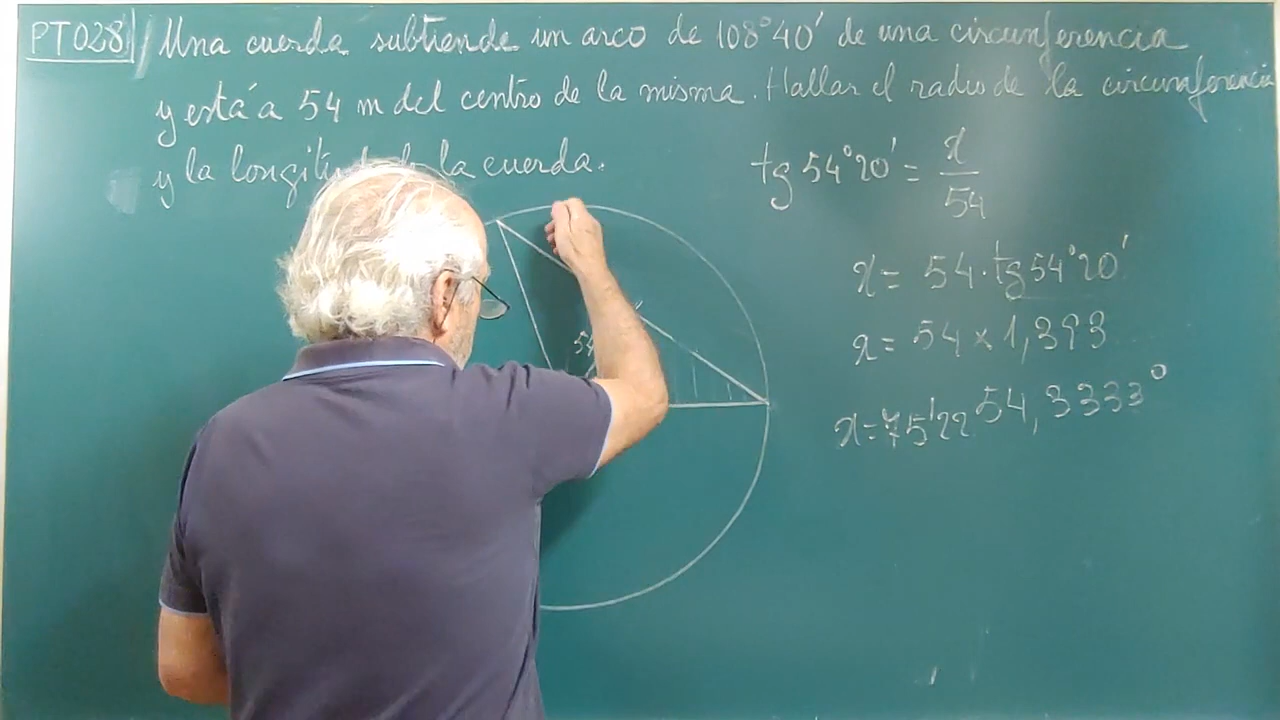 PT028 Una cuerda subtiende un arco de 108°40' de una circunferencia
y está a 54 m del centro de la misma. Hallar el radio de la circunferencia
y la la cuerda.
tg 54°20' = x/54
x = 54·tg 54°20'
x = 54 × 1,393
x = 75'22
54,3333°